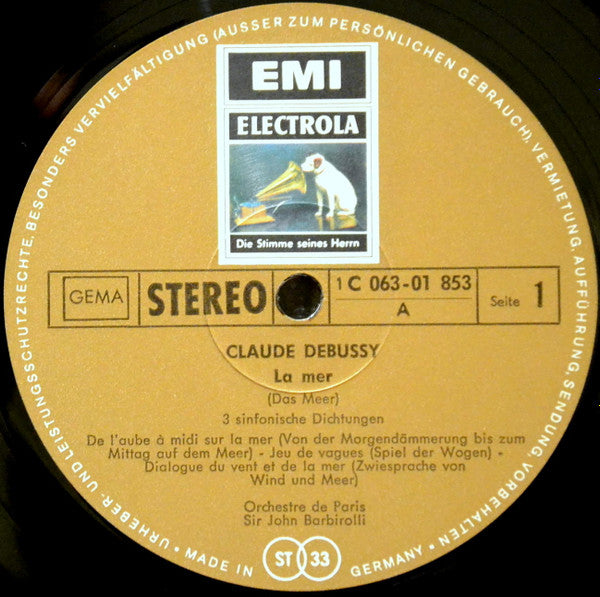 URHEBER- UND LEISTUNGSSCHUTZRECHTE, BESONDERS VERVIELFÄLTIGUNG (AUSSER ZUM PERSÖNLICHEN GEBRAUCH), VERMIETUNG, AUFFÜHRUNG, SENDUNG, VORBEHALTEN •
EMI
ELECTROLA
Die Stimme seines Herrn
GEMA
STEREO
1 C 063-01 853
A
Seite 1
CLAUDE DEBUSSY
La mer
(Das Meer)
3 sinfonische Dichtungen
De l'aube à midi sur la mer (Von der Morgendämmerung bis zum
Mittag auf dem Meer) - Jeu de vagues (Spiel der Wogen) -
Dialogue du vent et de la mer (Zwiesprache von
Wind und Meer)
Orchestre de Paris
Sir John Barbirolli
• MADE IN ST 33 GERMANY •